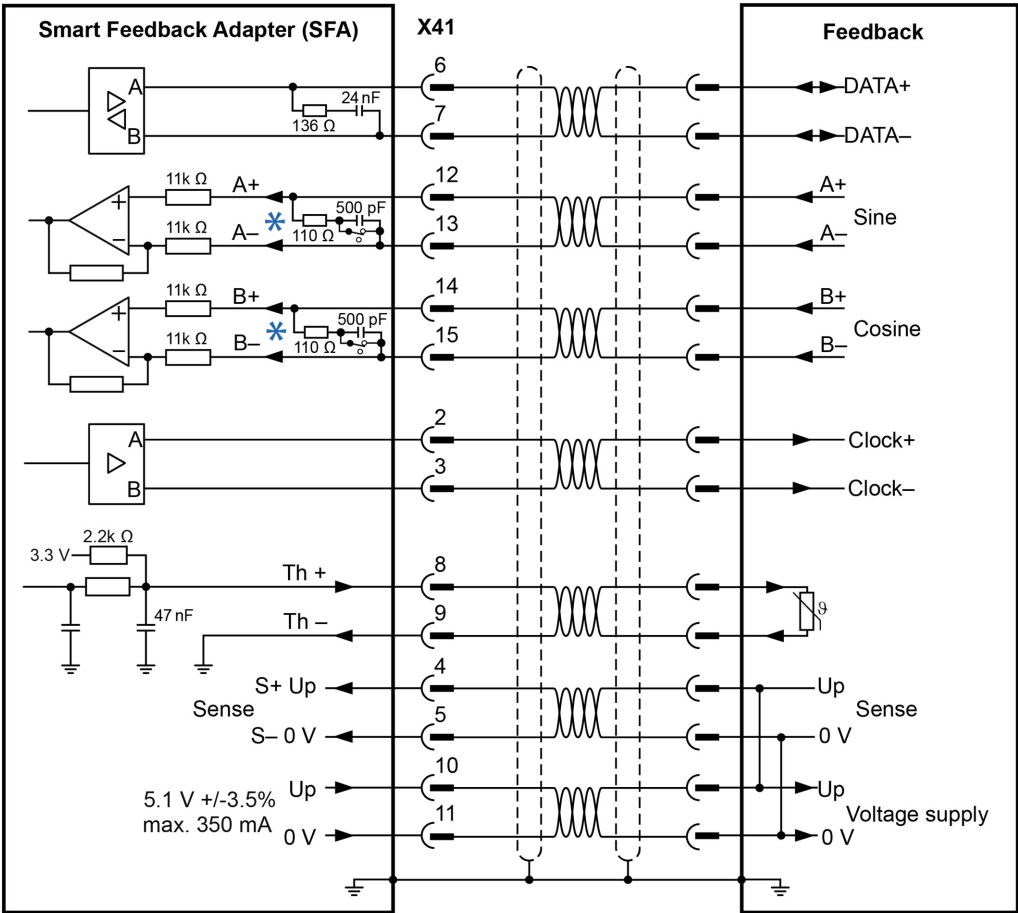 Smart Feedback Adapter (SFA) X41 Feedback
A 6 DATA+
24 nF
136 Ω
B 7 DATA–
11k Ω A+ 12 A+
+ 500 pF
* Sine
– 11k Ω A– 110 Ω 13 A–
11k Ω B+ 14 B+
+ 500 pF
* Cosine
– 11k Ω B– 110 Ω 15 B–
A 2 Clock+
B 3 Clock–
2.2k Ω
3.3 V
Th + 8
ϑ
47 nF
Th – 9
S+ Up 4 Up
Sense Sense
S– 0 V 5 0 V
Up 10 Up
5.1 V +/-3.5%
max. 350 mA
Voltage supply
0 V 11 0 V